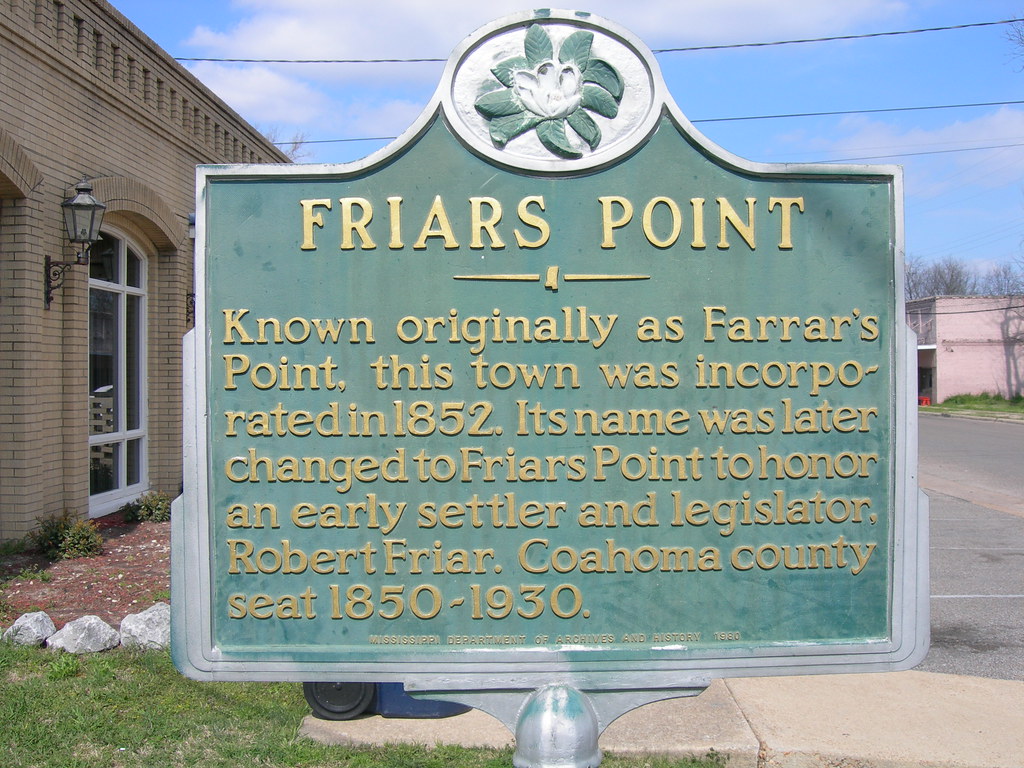 FRIARS POINT
Known originally as Farrar's
Point, this town was incorpo-
rated in 1852. Its name was later
changed to Friars Point to honor
an early settler and legislator,
Robert Friar. Coahoma county
seat 1850-1930.
MISSISSIPPI DEPARTMENT OF ARCHIVES AND HISTORY 1980